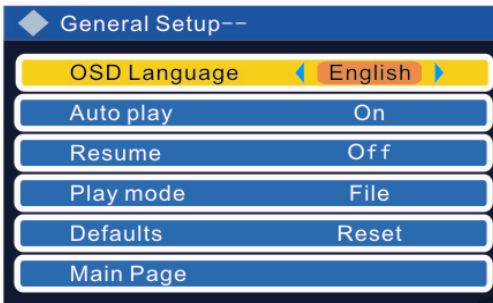 General Setup--
OSD Language English
Auto play On
Resume Off
Play mode File
Defaults Reset
Main Page